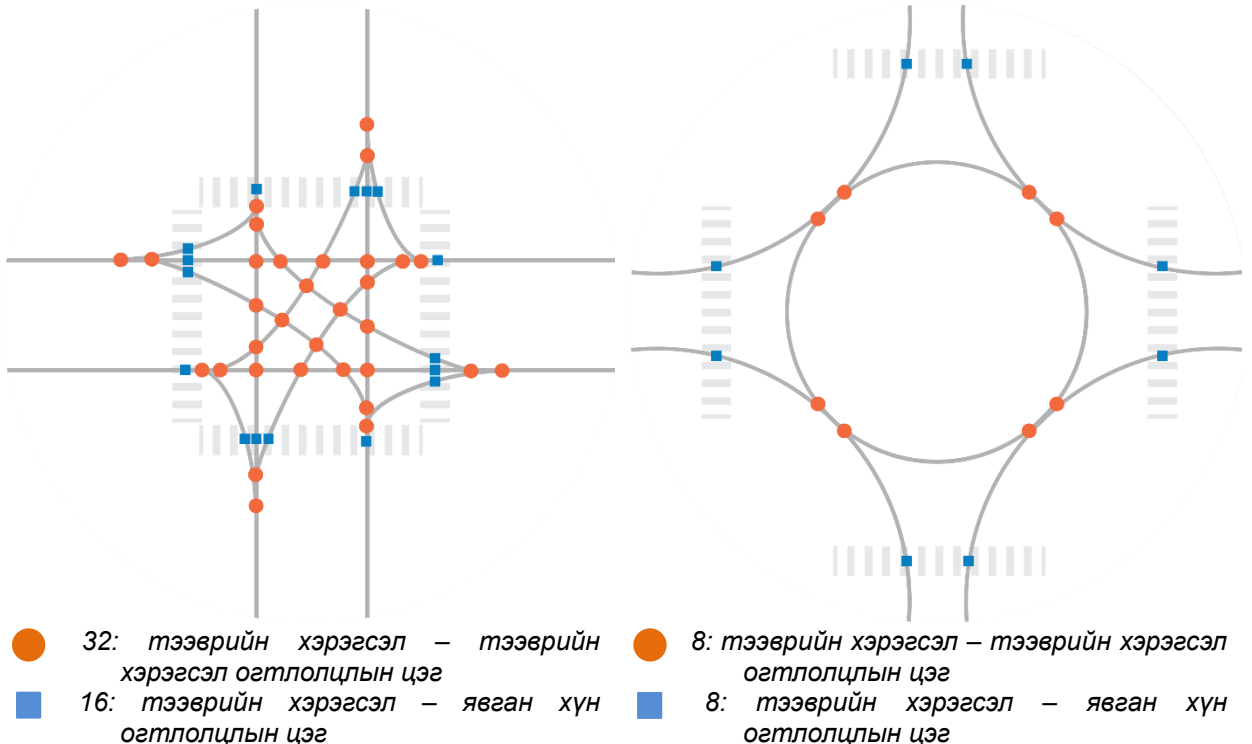 32: тээврийн хэрэгсэл – тээврийн
хэрэгсэл огтлолцлын цэг
16: тээврийн хэрэгсэл – явган хүн
огтлолцлын цэг
8: тээврийн хэрэгсэл – тээврийн хэрэгсэл
огтлолцлын цэг
8: тээврийн хэрэгсэл – явган хүн
огтлолцлын цэг